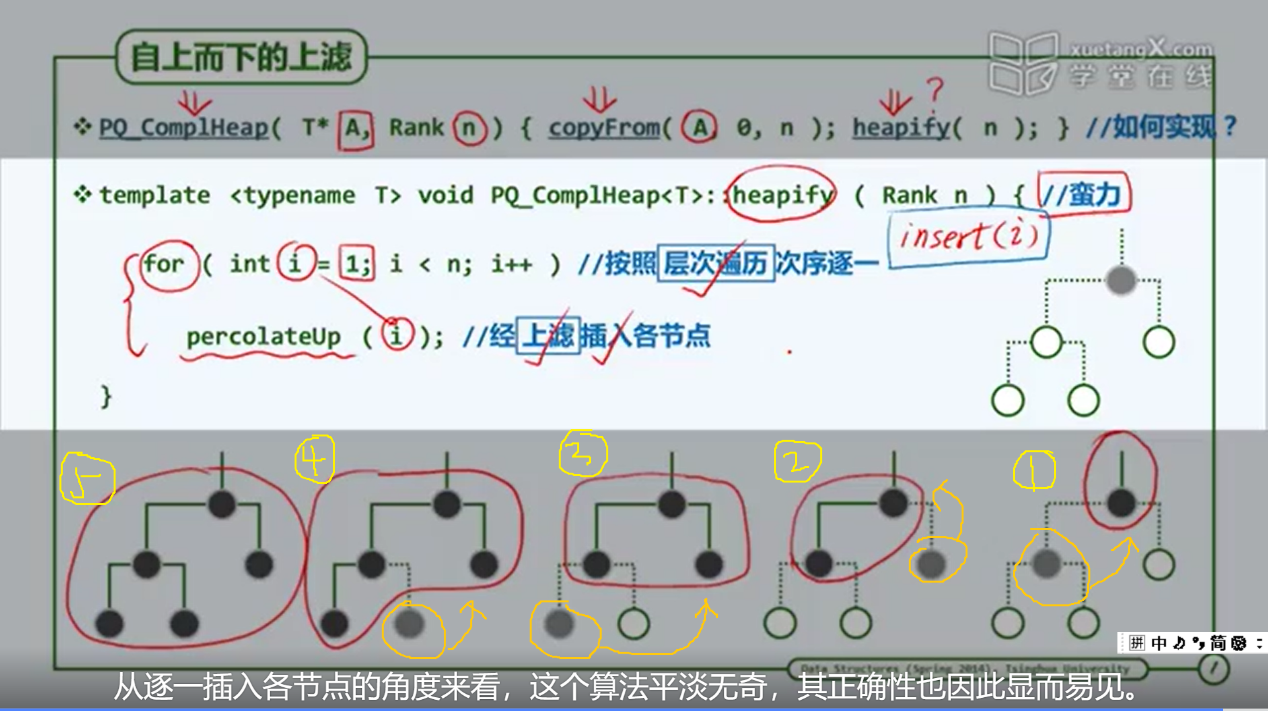 自上而下的上滤
xuetangX.com
学堂在线
?
❖ PQ_ComplHeap( T* A, Rank n ) { copyFrom( A, 0, n ); heapify( n ); } //如何实现?
❖ template <typename T> void PQ_ComplHeap<T>::heapify ( Rank n ) { //蛮力
insert(i)
for ( int i = 1; i < n; i++ ) //按照 层次遍历 次序逐一
percolateUp ( i ); //经 上滤 插入各节点
}
5 4 3 2 1
拼 中 简
Data Structures (Spring 2014), Tsinghua University
从逐一插入各节点的角度来看，这个算法平淡无奇，其正确性也因此显而易见。